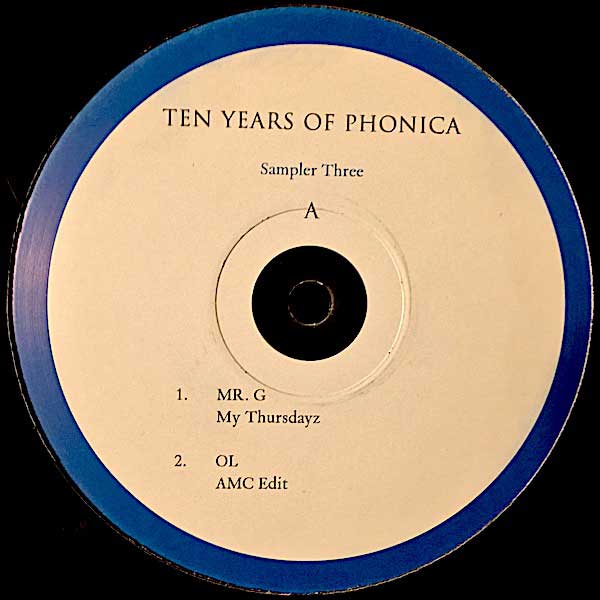 TEN YEARS OF PHONICA
Sampler Three
A
1. MR. G
My Thursdayz
2. OL
AMC Edit